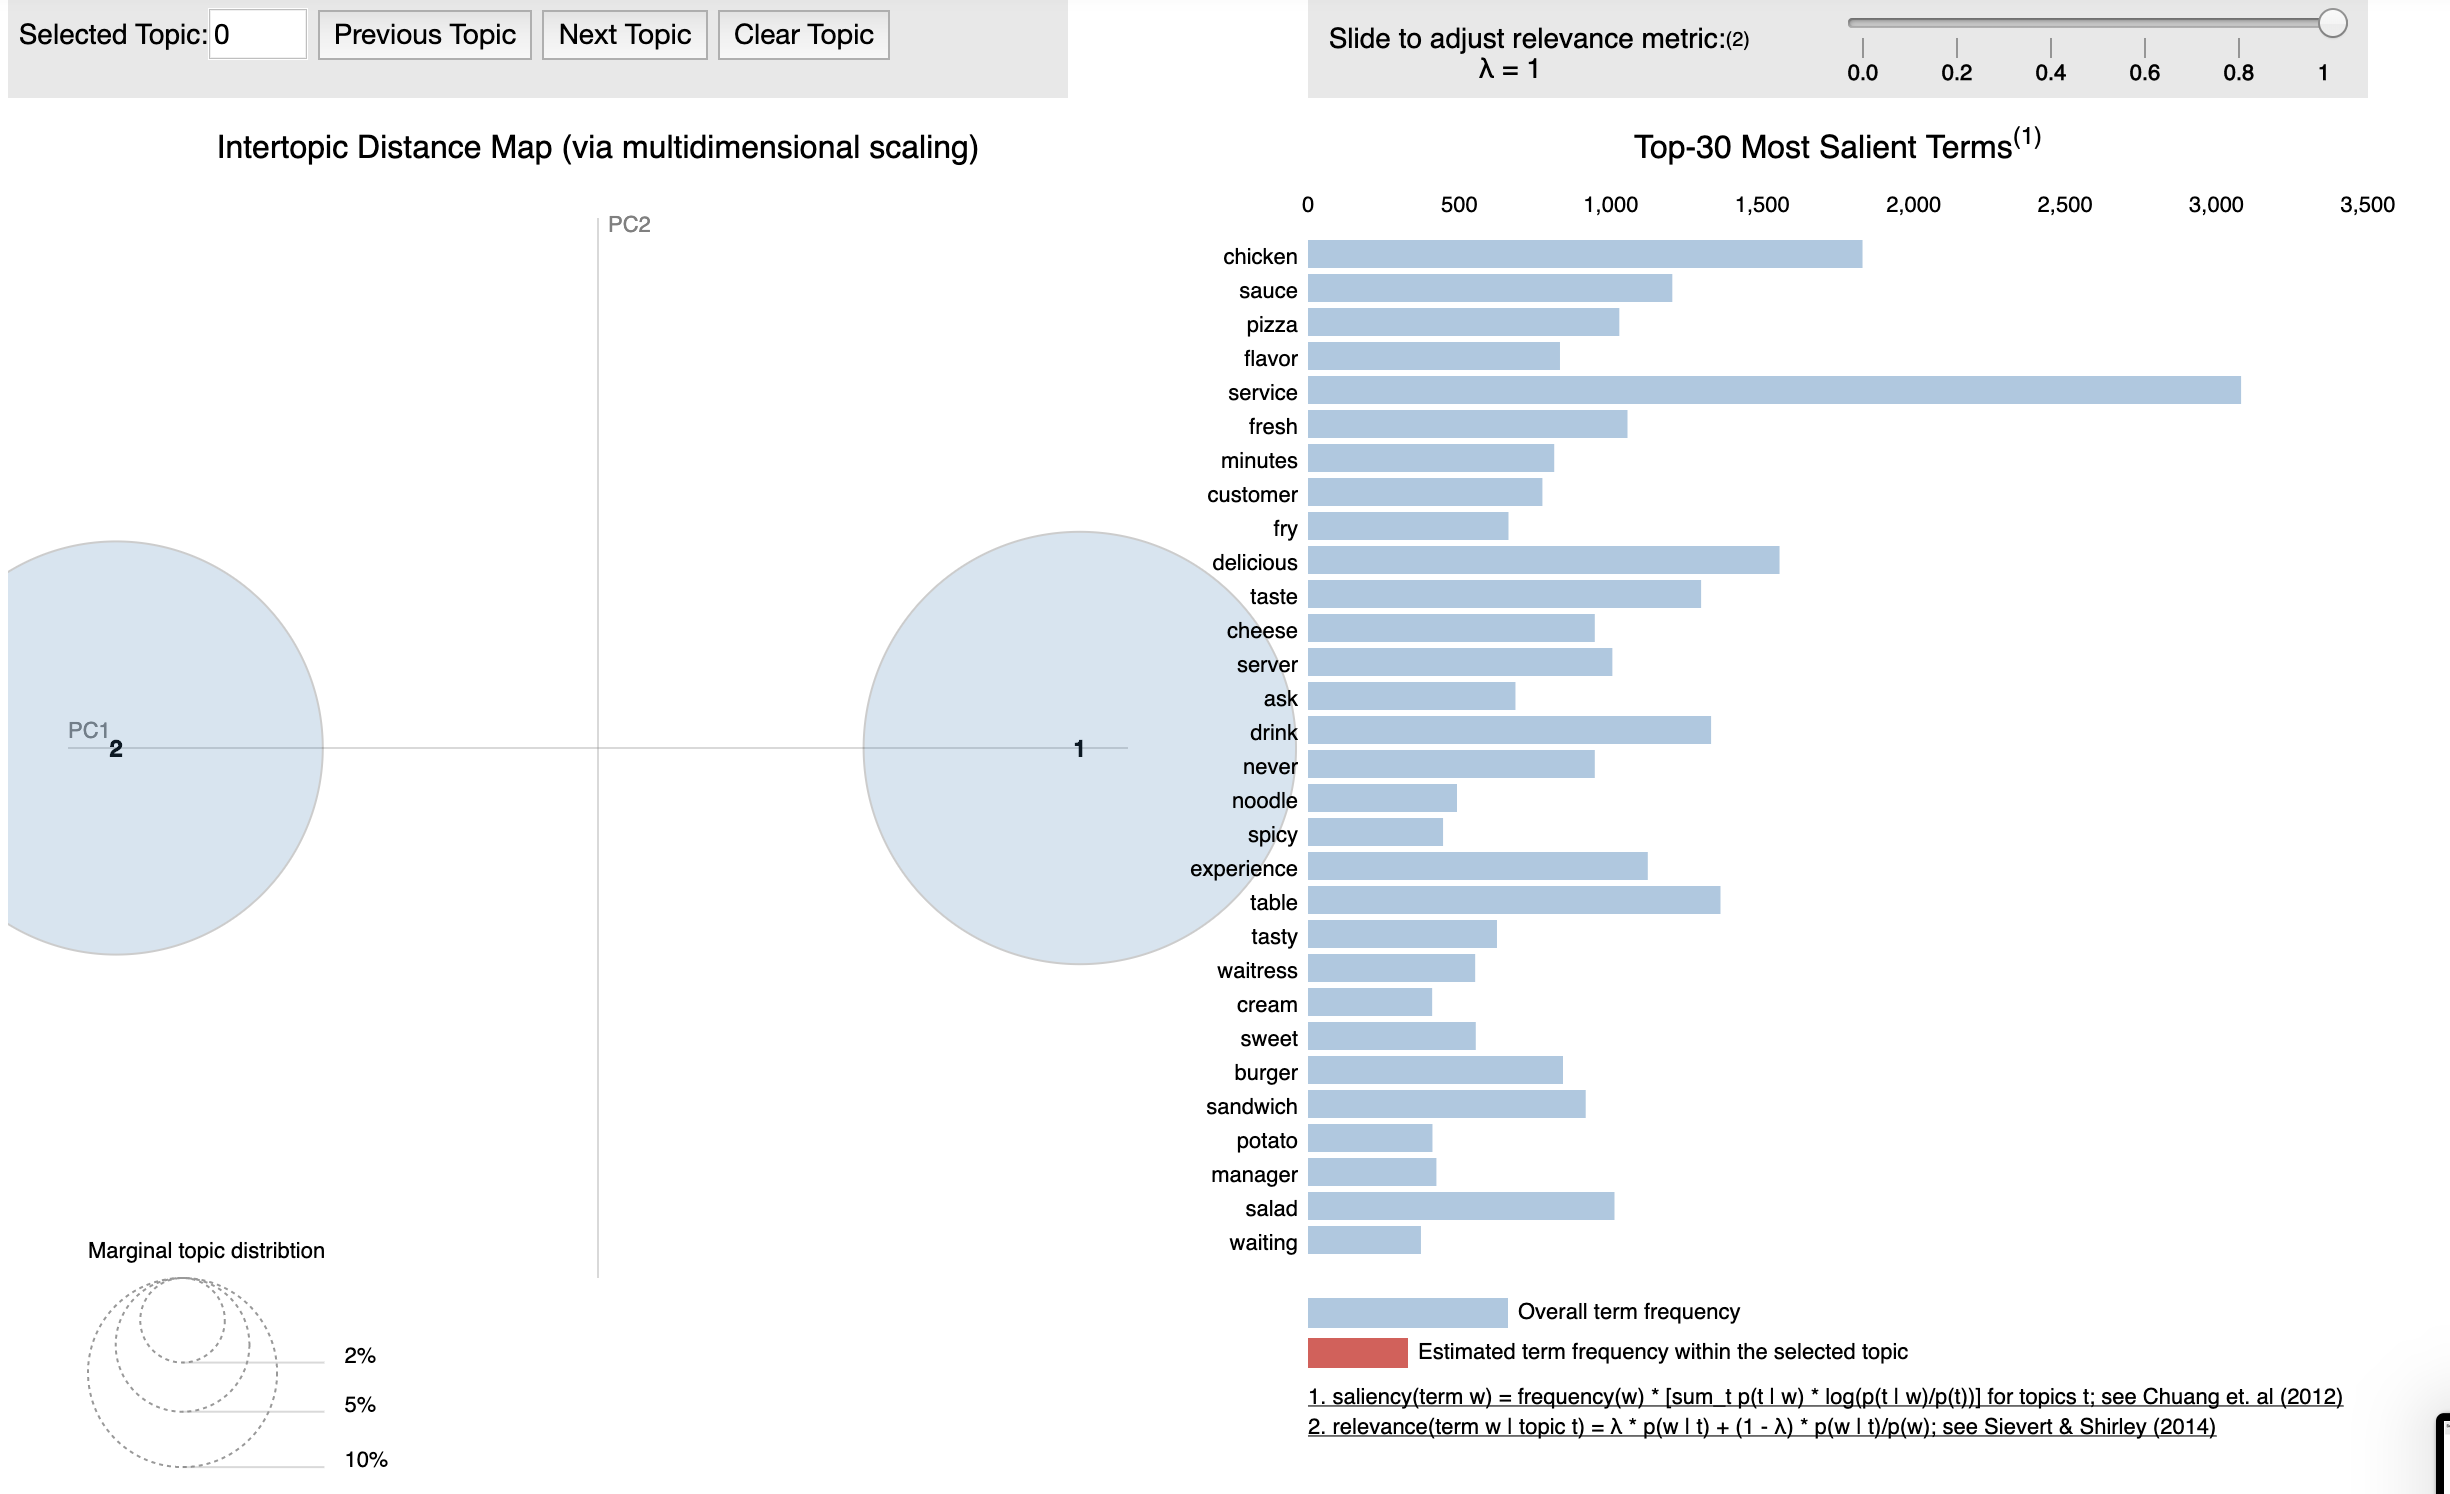 Selected Topic: 0 Previous Topic Next Topic Clear Topic
Slide to adjust relevance metric:(2)
λ = 1
0.0 0.2 0.4 0.6 0.8 1
Intertopic Distance Map (via multidimensional scaling)
PC2
PC1
2
1
Marginal topic distribtion
2%
5%
10%
Top-30 Most Salient Terms(1)
0 500 1,000 1,500 2,000 2,500 3,000 3,500
chicken
sauce
pizza
flavor
service
fresh
minutes
customer
fry
delicious
taste
cheese
server
ask
drink
never
noodle
spicy
experience
table
tasty
waitress
cream
sweet
burger
sandwich
potato
manager
salad
waiting
Overall term frequency
Estimated term frequency within the selected topic
1. saliency(term w) = frequency(w) * [sum_t p(t | w) * log(p(t | w)/p(t))] for topics t; see Chuang et. al (2012)
2. relevance(term w | topic t) = λ * p(w | t) + (1 - λ) * p(w | t)/p(w); see Sievert & Shirley (2014)